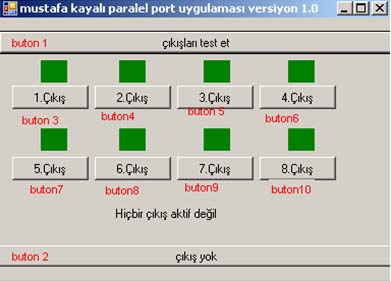 mustafa kayalı paralel port uygulaması versiyon 1.0
buton 1 çıkışları test et
1.Çıkış 2.Çıkış 3.Çıkış 4.Çıkış
buton 3 buton4 buton 5 buton6
5.Çıkış 6.Çıkış 7.Çıkış 8.Çıkış
buton7 buton8 buton9 buton10
Hiçbir çıkış aktif değil
buton 2 çıkış yok